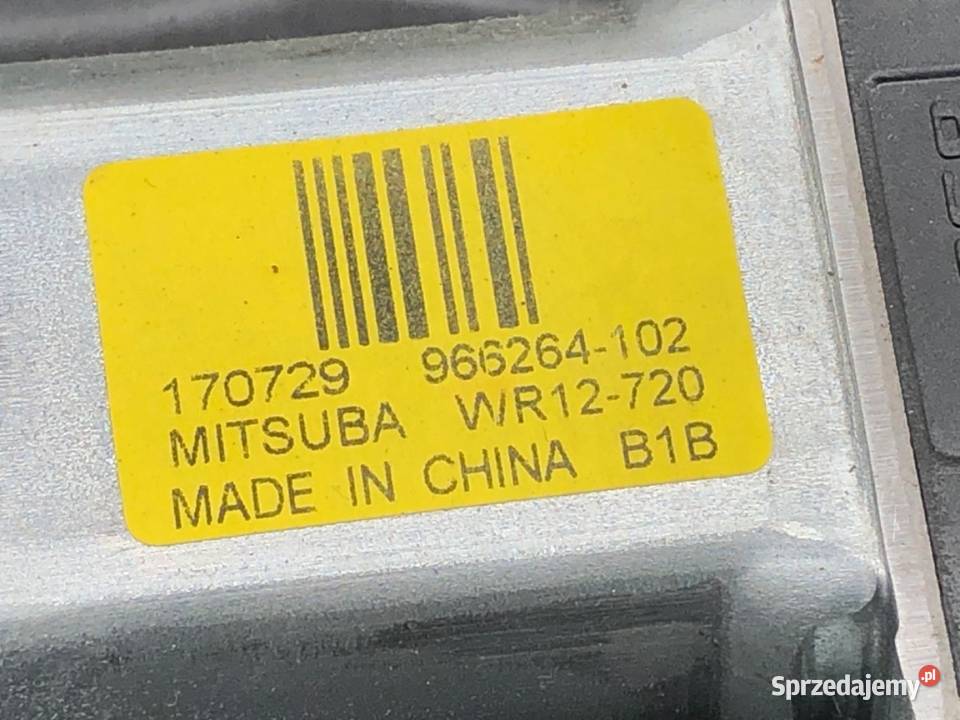 170729 966264-102
MITSUBA WR12-720
MADE IN CHINA B1B
Sprzedajemy.pl